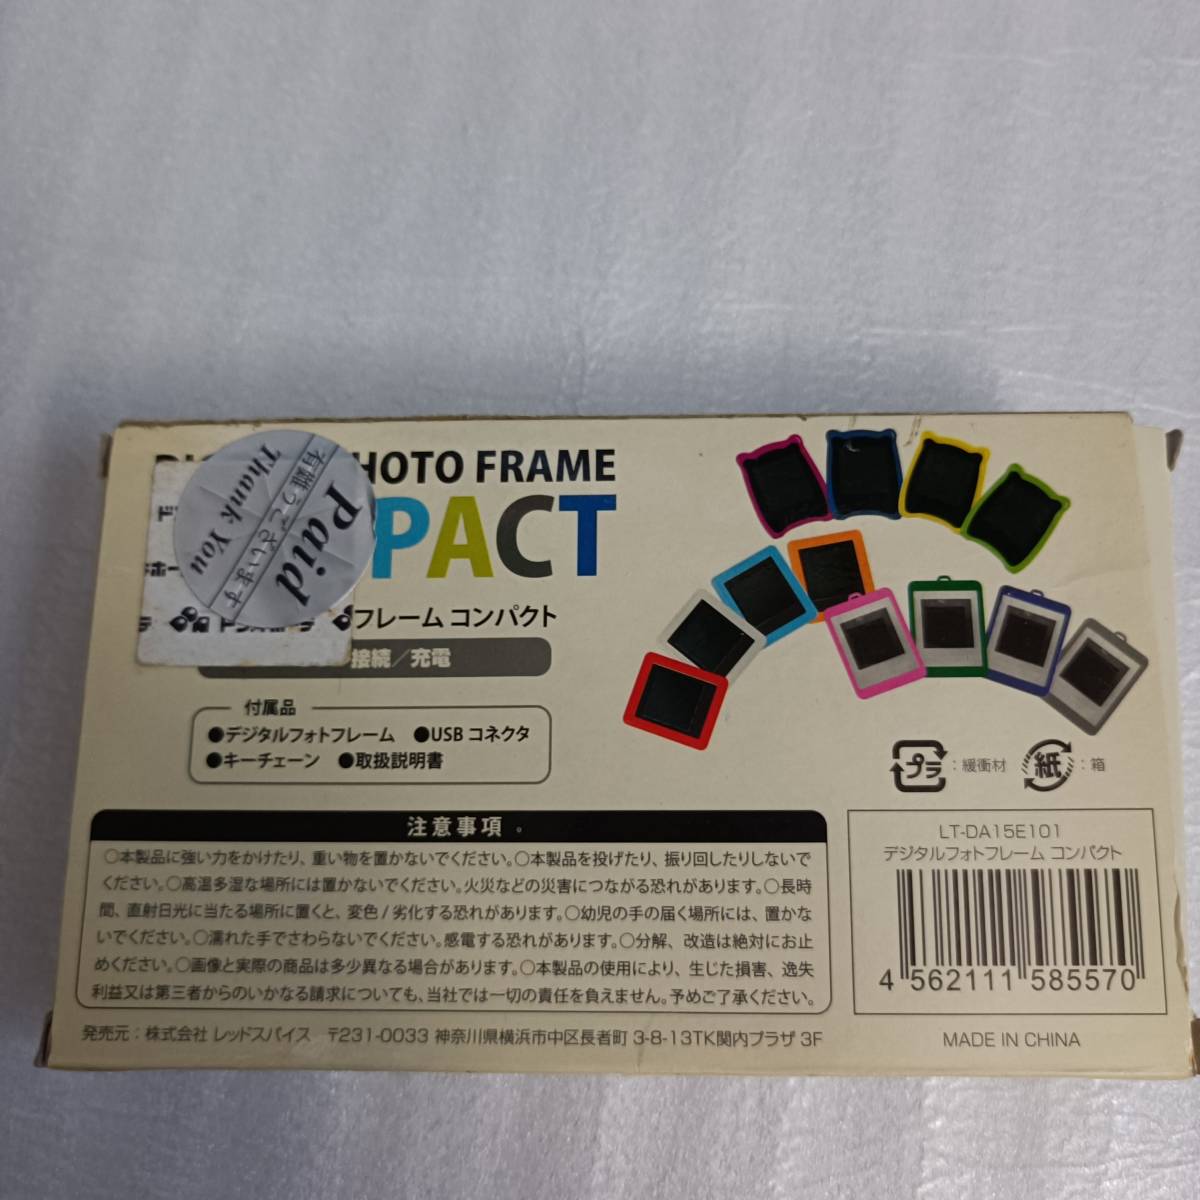 PHOTO FRAME
PACT
フレーム コンパクト
接続／充電
Paid
有難うございます
Thank You
付属品
●デジタルフォトフレーム ●USB コネクタ
●キーチェーン ●取扱説明書
プラ :緩衝材 紙 :箱
注意事項。
○本製品に強い力をかけたり、重い物を置かないでください。○本製品を投げたり、振り回したりしないで
ください。○高温多湿な場所には置かないでください。火災などの災害につながる恐れがあります。○長時
間、直射日光に当たる場所に置くと、変色/劣化する恐れがあります。○幼児の手の届く場所には、置かな
いでください。○濡れた手でさわらないでください。感電する恐れがあります。○分解、改造は絶対にお止
めください。○画像と実際の商品は多少異なる場合があります。○本製品の使用により、生じた損害、逸失
利益又は第三者からのいかなる請求についても、当社では一切の責任を負えません。予めご了承ください。
LT-DA15E101
デジタルフォトフレーム コンパクト
4 562111 585570
発売元：株式会社 レッドスパイス 〒231-0033 神奈川県横浜市中区長者町 3-8-13TK関内プラザ 3F
MADE IN CHINA